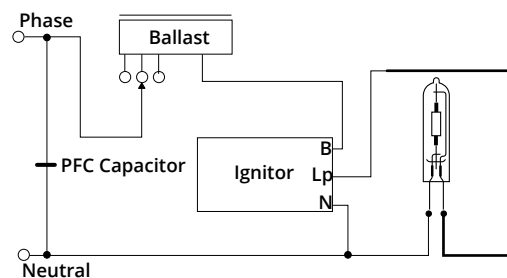 Phase
Ballast
PFC Capacitor
Ignitor
B
Lp
N
Neutral